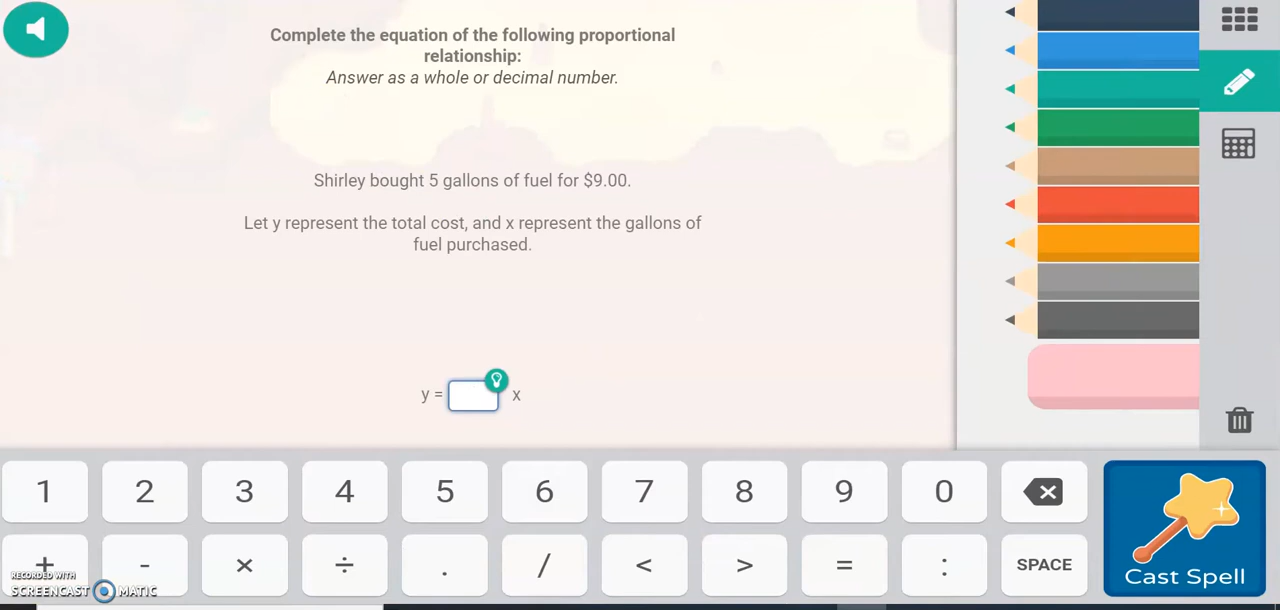 Complete the equation of the following proportional
relationship:
Answer as a whole or decimal number.
Shirley bought 5 gallons of fuel for $9.00.
Let y represent the total cost, and x represent the gallons of
fuel purchased.
y = x
1 2 3 4 5 6 7 8 9 0
+ - × ÷ . / < > = : SPACE
Cast Spell
RECORDED WITH
SCREENCAST MATIC